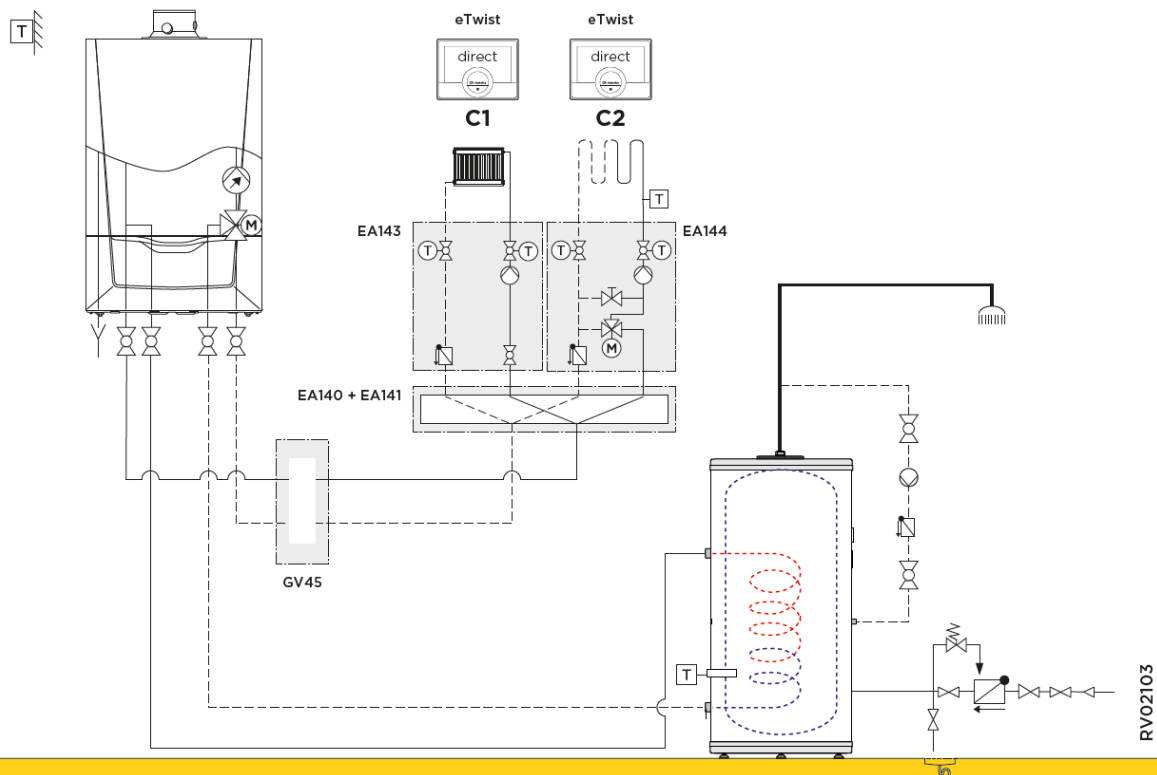 T
eTwist
eTwist
direct
direct
C1
C2
T
M
EA143
EA144
T
T
T
T
M
EA140 + EA141
GV45
T
RV02103